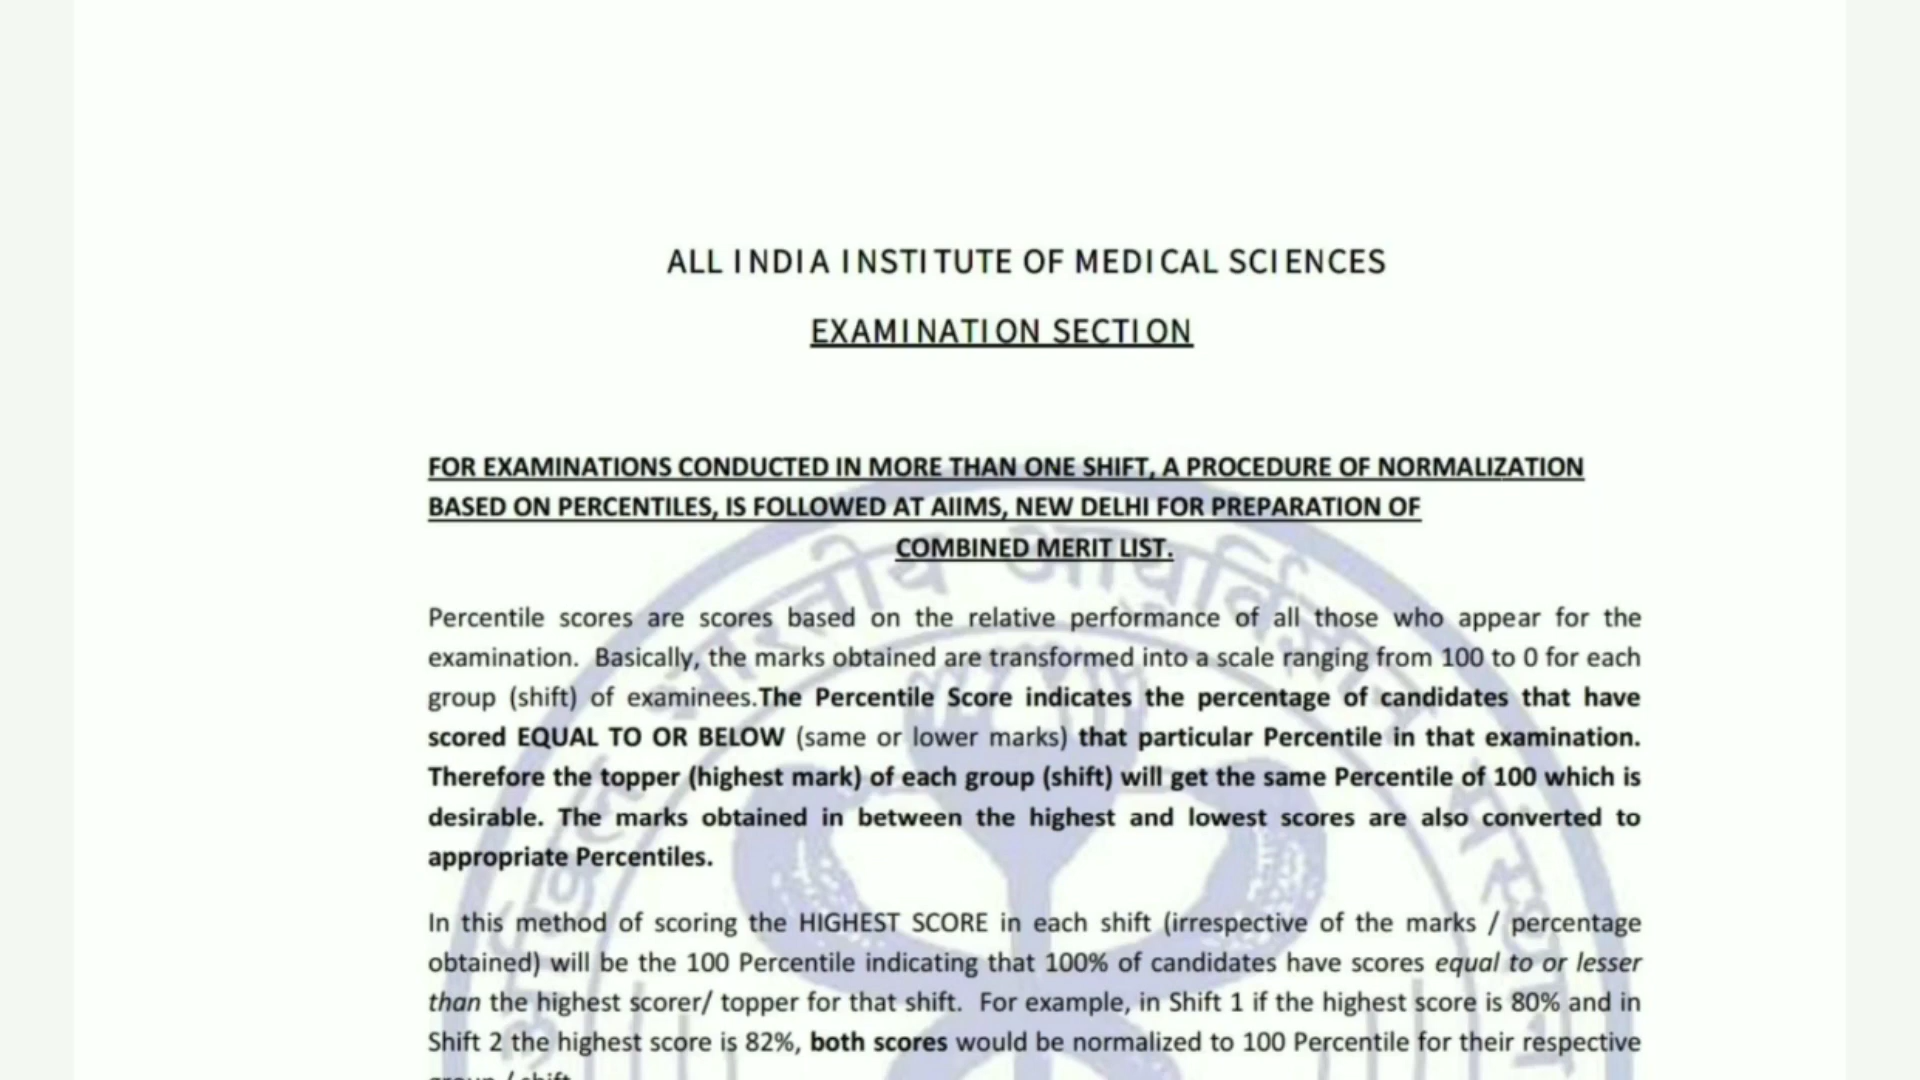 ALL INDIA INSTITUTE OF MEDICAL SCIENCES
EXAMINATION SECTION
FOR EXAMINATIONS CONDUCTED IN MORE THAN ONE SHIFT, A PROCEDURE OF NORMALIZATION
BASED ON PERCENTILES, IS FOLLOWED AT AIIMS, NEW DELHI FOR PREPARATION OF
COMBINED MERIT LIST.
Percentile scores are scores based on the relative performance of all those who appear for the
examination. Basically, the marks obtained are transformed into a scale ranging from 100 to 0 for each
group (shift) of examinees.The Percentile Score indicates the percentage of candidates that have
scored EQUAL TO OR BELOW (same or lower marks) that particular Percentile in that examination.
Therefore the topper (highest mark) of each group (shift) will get the same Percentile of 100 which is
desirable. The marks obtained in between the highest and lowest scores are also converted to
appropriate Percentiles.
In this method of scoring the HIGHEST SCORE in each shift (irrespective of the marks / percentage
obtained) will be the 100 Percentile indicating that 100% of candidates have scores equal to or lesser
than the highest scorer/ topper for that shift. For example, in Shift 1 if the highest score is 80% and in
Shift 2 the highest score is 82%, both scores would be normalized to 100 Percentile for their respective
group / shift
भारतीय आयुर्विज्ञान